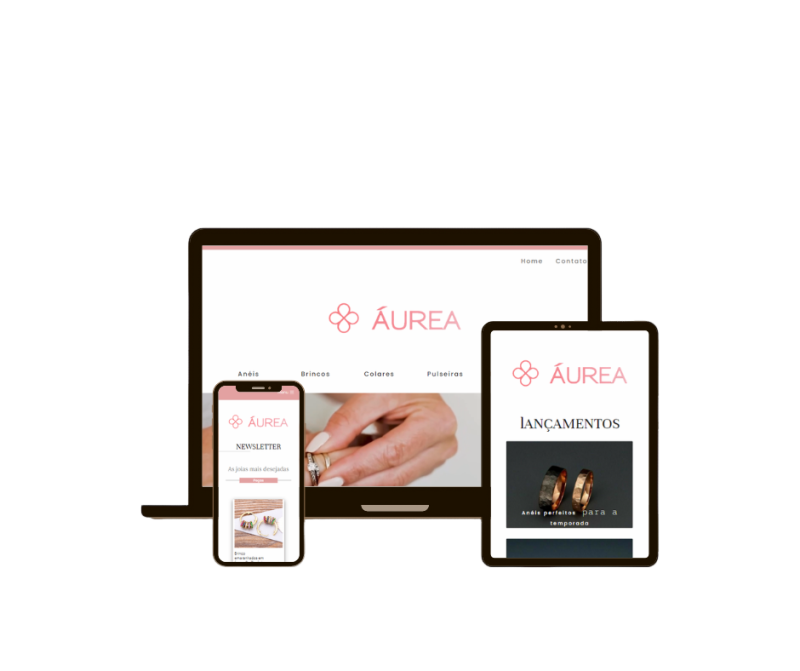 Home Contato
ÁUREA
Anéis Brincos Colares Pulseiras
ÁUREA
NEWSLETTER
As joias mais desejadas
ÁUREA
lANÇAMENTOS
Anéis perfeitos para a
temporada